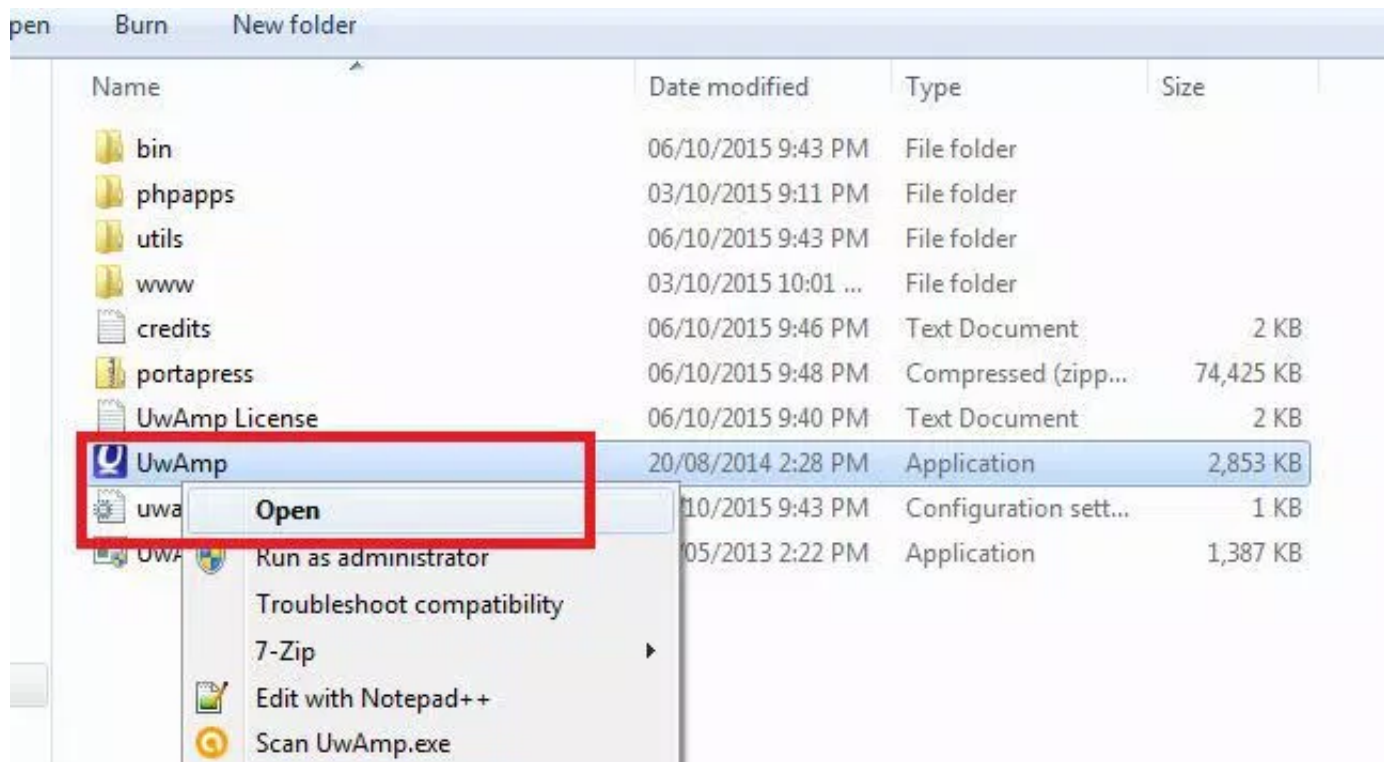 pen Burn New folder
Name Date modified Type Size
bin 06/10/2015 9:43 PM File folder
phpapps 03/10/2015 9:11 PM File folder
utils 06/10/2015 9:43 PM File folder
www 03/10/2015 10:01 ... File folder
credits 06/10/2015 9:46 PM Text Document 2 KB
portapress 06/10/2015 9:48 PM Compressed (zipp... 74,425 KB
UwAmp License 06/10/2015 9:40 PM Text Document 2 KB
UwAmp 20/08/2014 2:28 PM Application 2,853 KB
uwa Open 10/2015 9:43 PM Configuration sett... 1 KB
UwA Run as administrator 05/2013 2:22 PM Application 1,387 KB
Troubleshoot compatibility
7-Zip
Edit with Notepad++
Scan UwAmp.exe